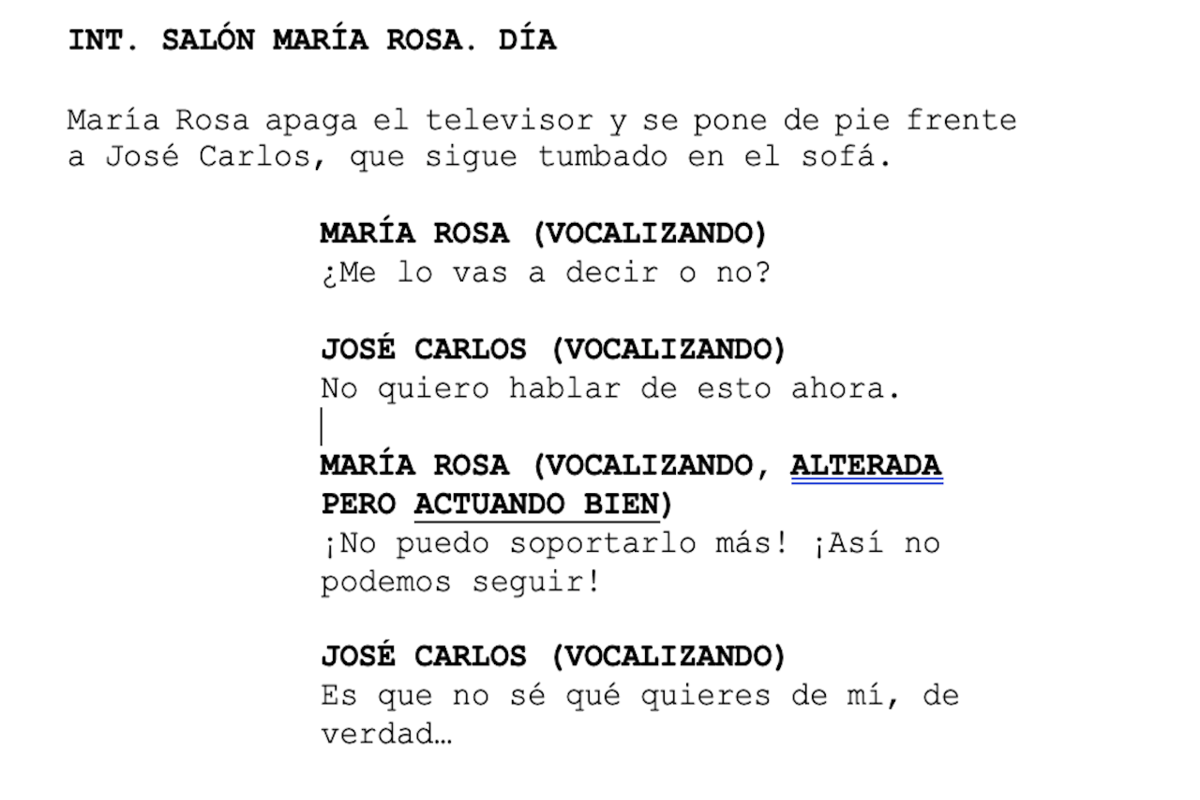 INT. SALÓN MARÍA ROSA. DÍA
María Rosa apaga el televisor y se pone de pie frente
a José Carlos, que sigue tumbado en el sofá.
MARÍA ROSA (VOCALIZANDO)
¿Me lo vas a decir o no?
JOSÉ CARLOS (VOCALIZANDO)
No quiero hablar de esto ahora.
MARÍA ROSA (VOCALIZANDO, ALTERADA
PERO ACTUANDO BIEN)
¡No puedo soportarlo más! ¡Así no
podemos seguir!
JOSÉ CARLOS (VOCALIZANDO)
Es que no sé qué quieres de mí, de
verdad…